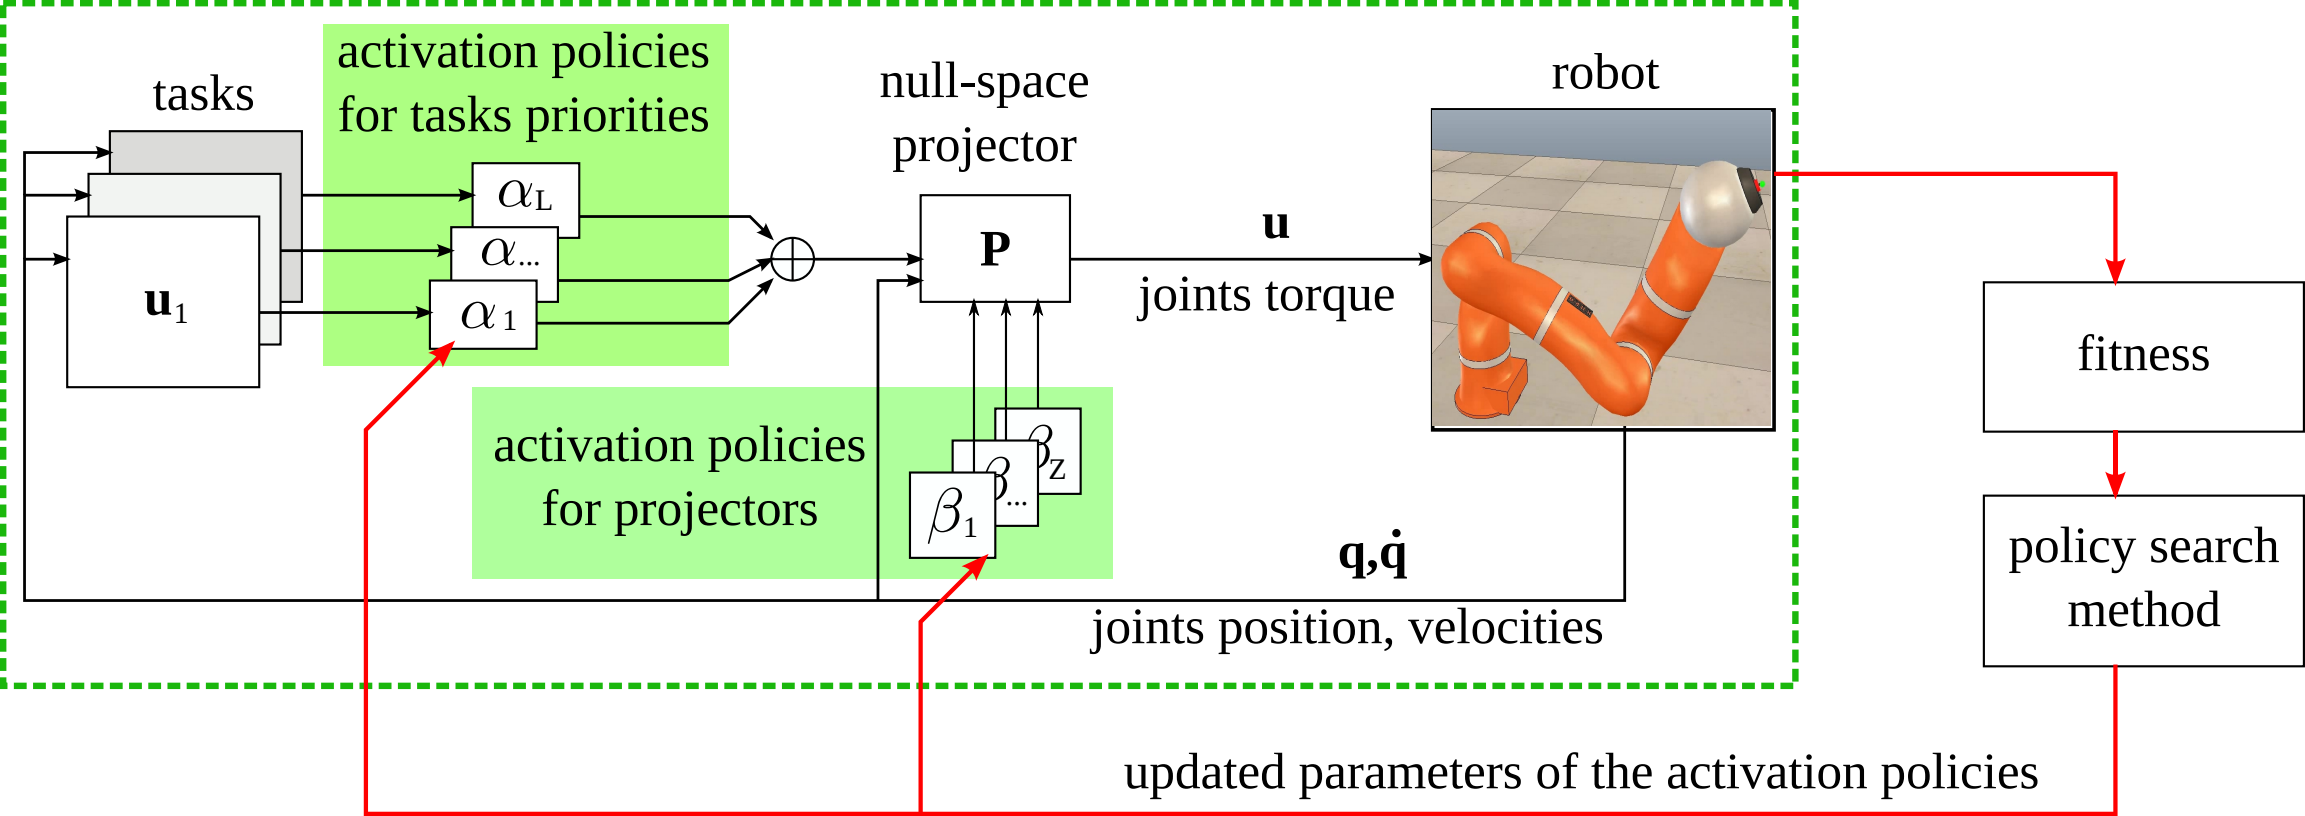 tasks
activation policies
for tasks priorities
null-space
projector
robot
u1
αL
α...
α1
P
u
joints torque
activation policies
for projectors
β1
β...
βZ
q,q̇
joints position, velocities
fitness
policy search
method
updated parameters of the activation policies